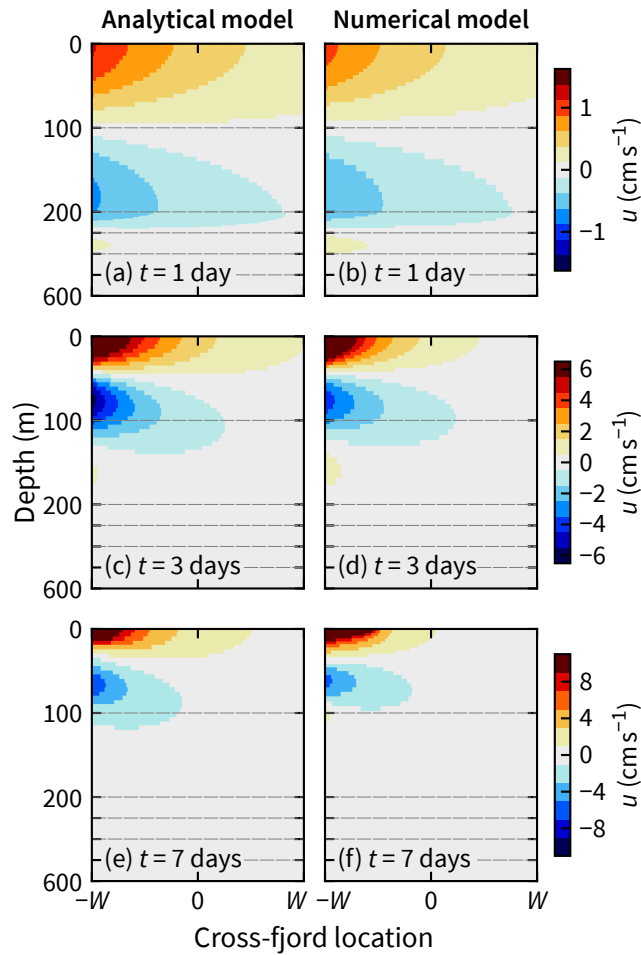 Analytical model
Numerical model
0
100
200
600
(a) t = 1 day
(b) t = 1 day
1
0
−1
u (cm s⁻¹)
0
100
200
600
(c) t = 3 days
(d) t = 3 days
6
4
2
0
−2
−4
−6
u (cm s⁻¹)
Depth (m)
0
100
200
600
(e) t = 7 days
(f) t = 7 days
8
4
0
−4
−8
u (cm s⁻¹)
−W 0 W
−W 0 W
Cross-fjord location